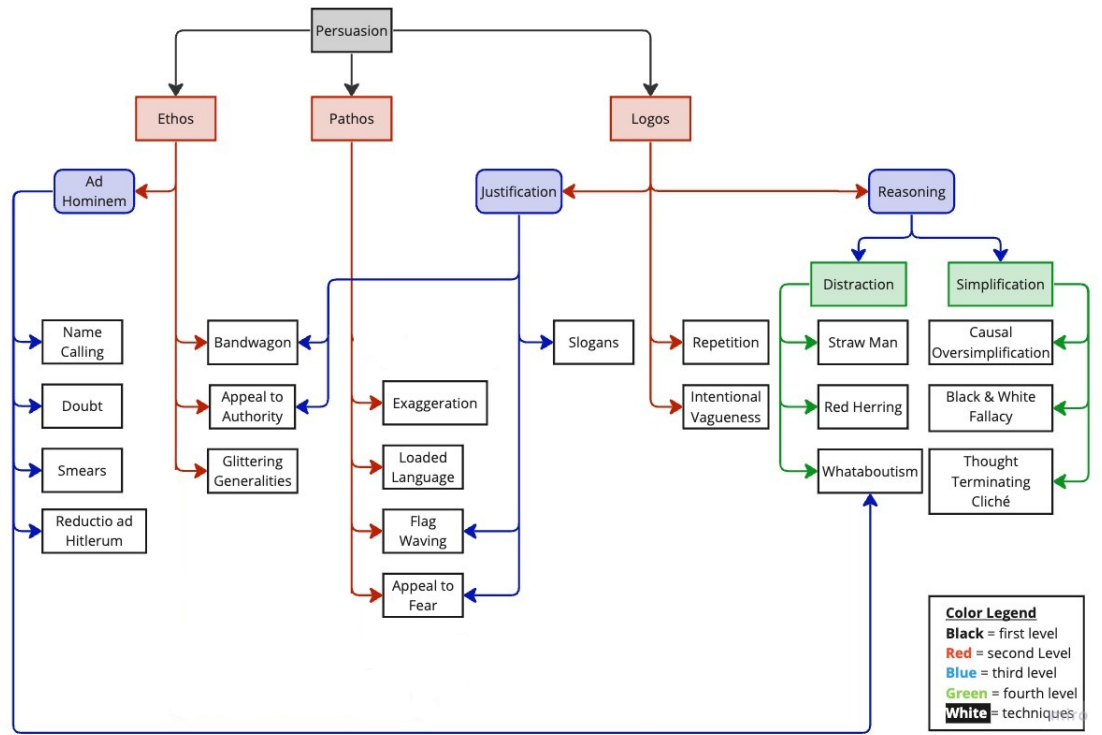 Persuasion
Ethos
Pathos
Logos
Ad
Hominem
Justification
Reasoning
Distraction
Simplification
Name
Calling
Bandwagon
Slogans
Repetition
Straw Man
Causal
Oversimplification
Doubt
Appeal to
Authority
Exaggeration
Intentional
Vagueness
Red Herring
Black & White
Fallacy
Smears
Glittering
Generalities
Loaded
Language
Whataboutism
Thought
Terminating
Cliché
Reductio ad
Hitlerum
Flag
Waving
Appeal to
Fear
Color Legend
Black = first level
Red = second Level
Blue = third level
Green = fourth level
White = techniques
miro